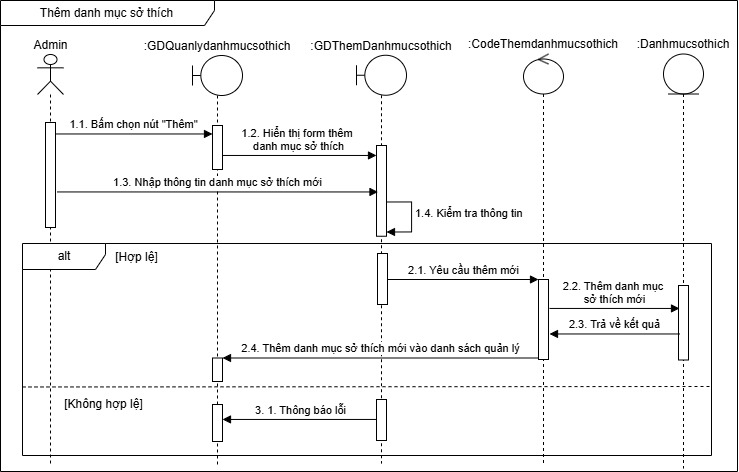 Thêm danh mục sở thích
Admin
:GDQuanlydanhmucsothich
:GDThemDanhmucsothich
:CodeThemdanhmucsothich
:Danhmucsothich
1.1. Bấm chọn nút "Thêm"
1.2. Hiển thị form thêm
danh mục sở thích
1.3. Nhập thông tin danh mục sở thích mới
1.4. Kiểm tra thông tin
alt
[Hợp lệ]
2.1. Yêu cầu thêm mới
2.2. Thêm danh mục
sở thích mới
2.3. Trả về kết quả
2.4. Thêm danh mục sở thích mới vào danh sách quản lý
[Không hợp lệ]
3. 1. Thông báo lỗi